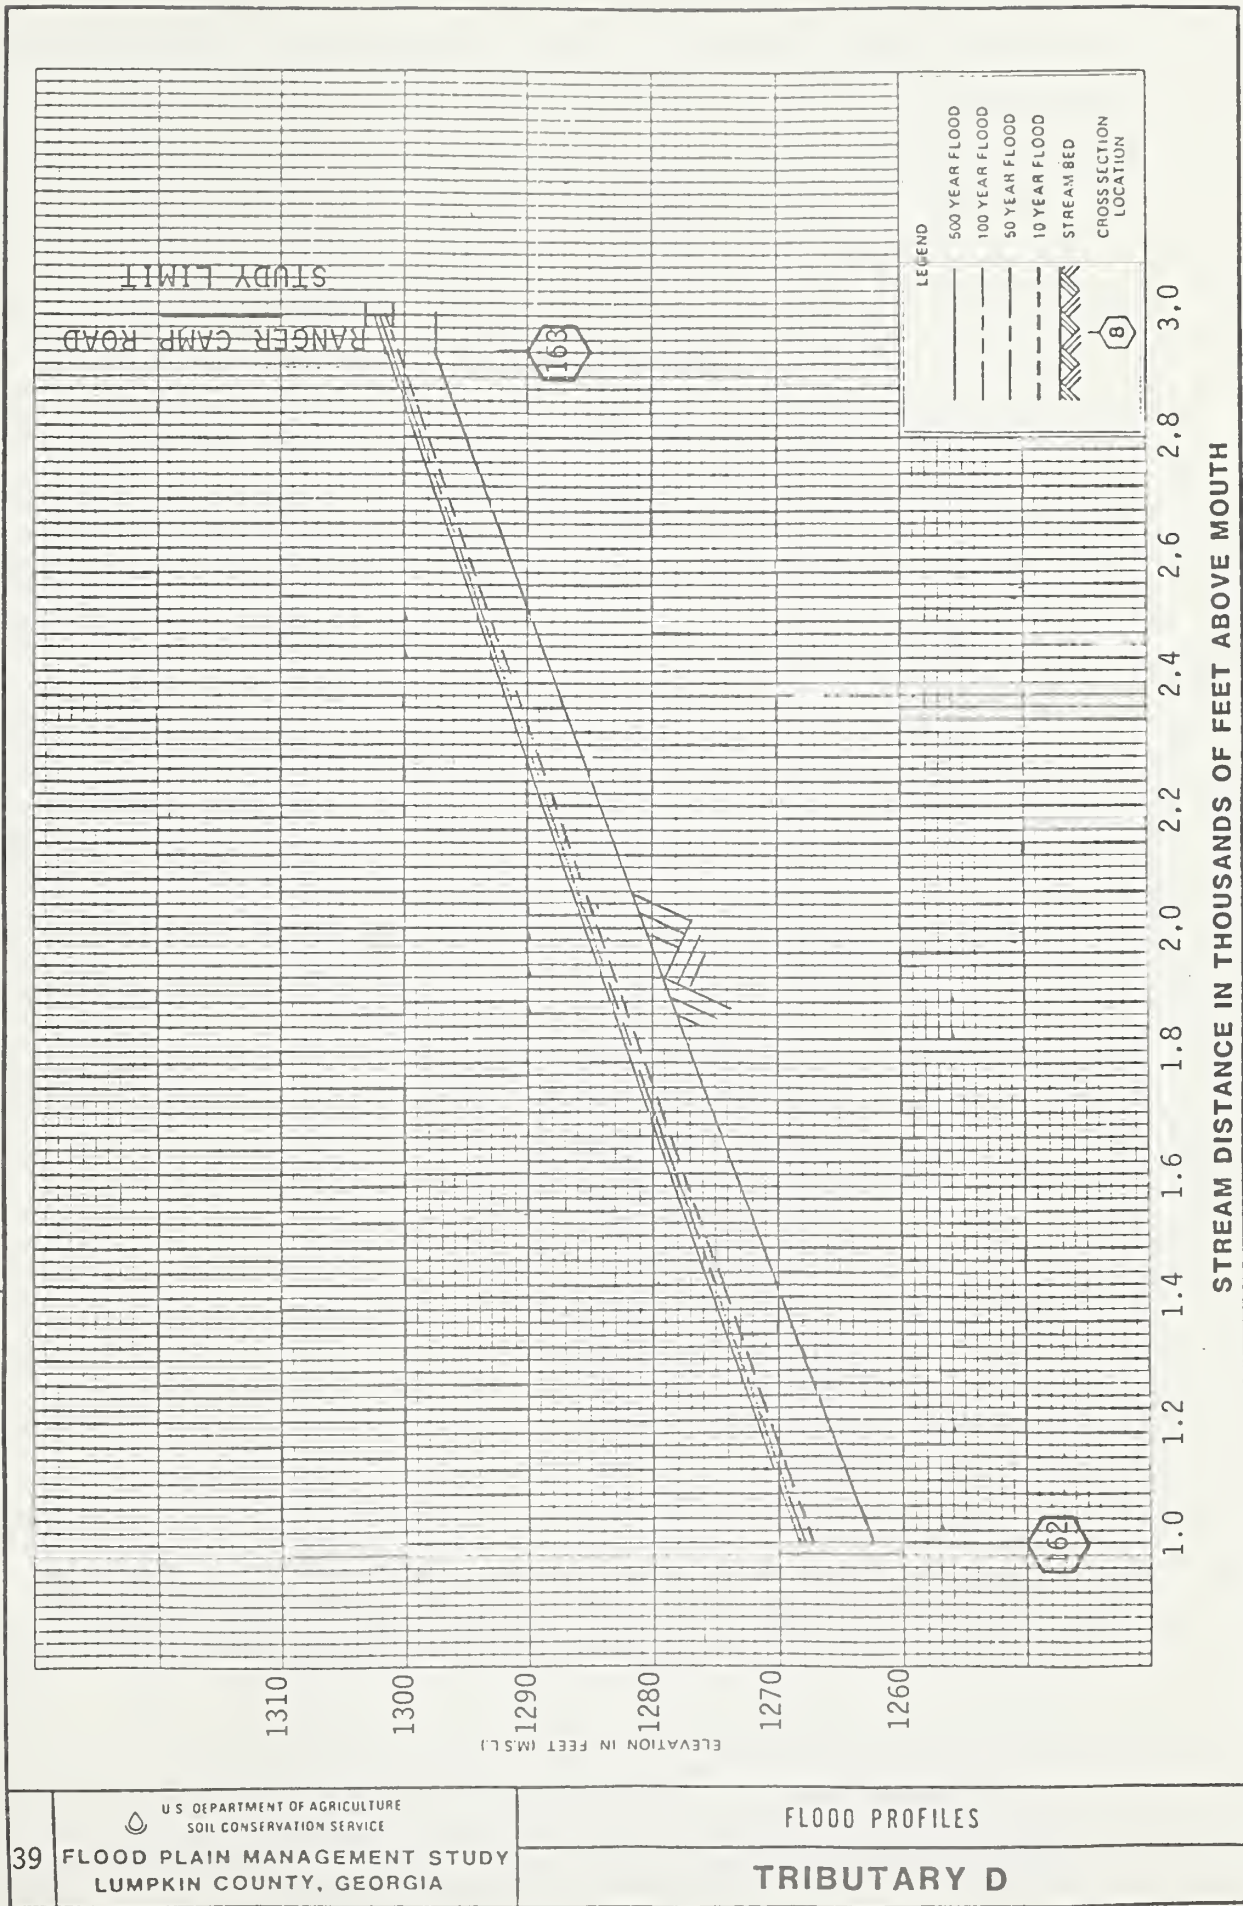 STUDY LIMIT
RANGER CAMP ROAD
163
162
LEGEND
500 YEAR FLOOD
100 YEAR FLOOD
50 YEAR FLOOD
10 YEAR FLOOD
STREAM BED
8
CROSS SECTION
LOCATION
1310
1300
1290
1280
1270
1260
ELEVATION IN FEET (M.S.L.)
1.0
1.2
1.4
1.6
1.8
2.0
2.2
2.4
2.6
2.8
3.0
STREAM DISTANCE IN THOUSANDS OF FEET ABOVE MOUTH
39
U S DEPARTMENT OF AGRICULTURE
SOIL CONSERVATION SERVICE
FLOOD PLAIN MANAGEMENT STUDY
LUMPKIN COUNTY, GEORGIA
FLOOD PROFILES
TRIBUTARY D